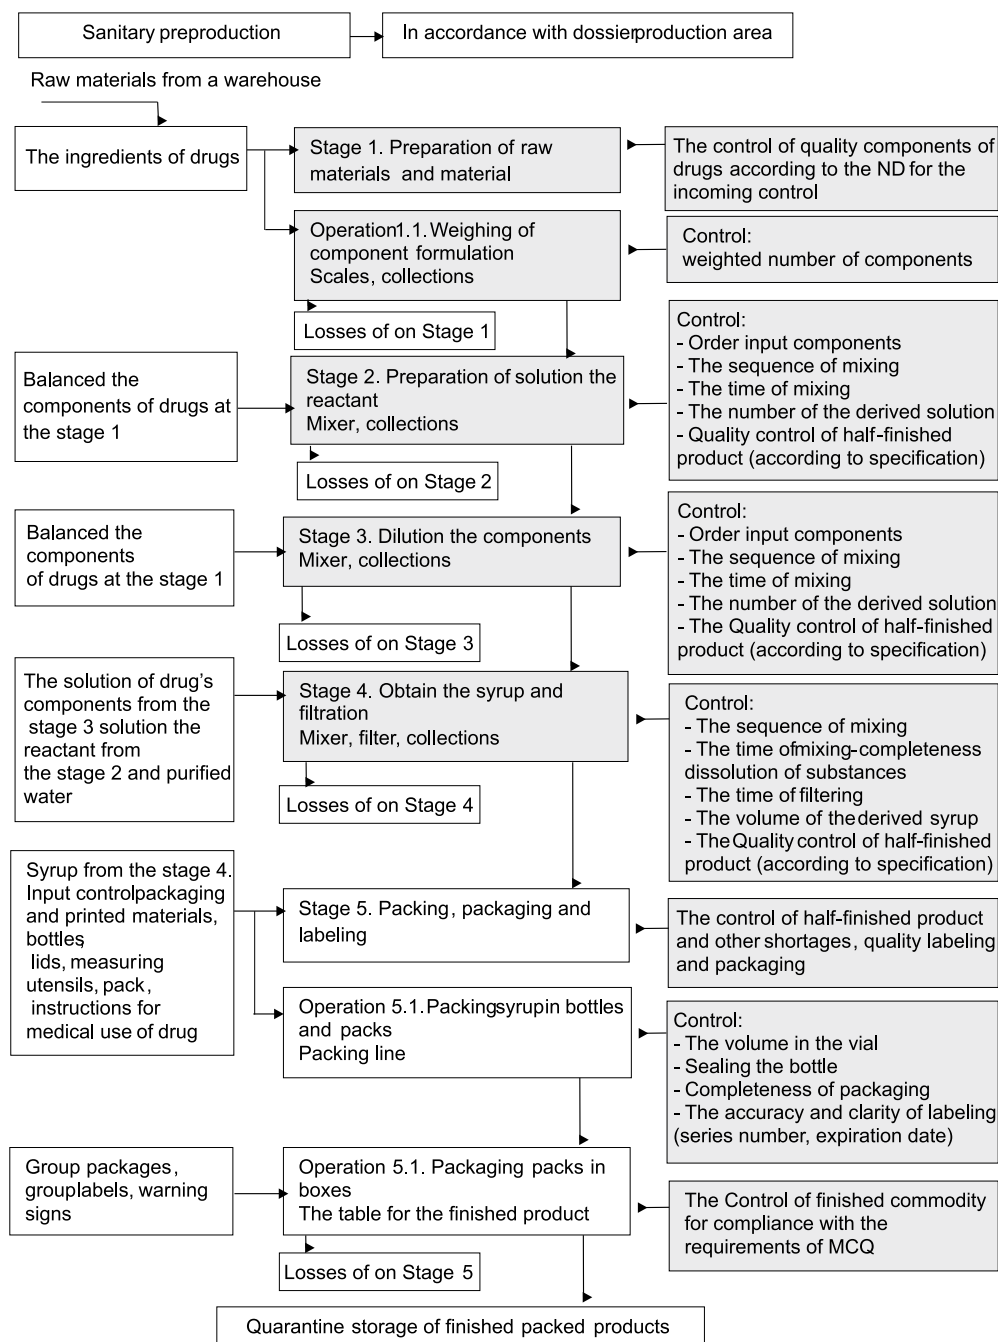 Sanitary preproduction
In accordance with dossierproduction area
Raw materials from a warehouse
The ingredients of drugs
Stage 1. Preparation of raw
materials and material
The control of quality components of
drugs according to the ND for the
incoming control
Operation1.1. Weighing of
component formulation
Scales, collections
Control:
weighted number of components
Losses of on Stage 1
Balanced the
components of drugs at
the stage 1
Stage 2. Preparation of solution the
reactant
Mixer, collections
Control:
- Order input components
- The sequence of mixing
- The time of mixing
- The number of the derived solution
- Quality control of half-finished
product (according to specification)
Losses of on Stage 2
Balanced the
components
of drugs at the stage 1
Stage 3. Dilution the components
Mixer, collections
Control:
- Order input components
- The sequence of mixing
- The time of mixing
- The number of the derived solution
- The Quality control of half-finished
product (according to specification)
Losses of on Stage 3
The solution of drug's
components from the
stage 3 solution the
reactant from
the stage 2 and purified
water
Stage 4. Obtain the syrup and
filtration
Mixer, filter, collections
Control:
- The sequence of mixing
- The time of mixing-completeness
dissolution of substances
- The time of filtering
- The volume of the derived syrup
- The Quality control of half-finished
product (according to specification)
Losses of on Stage 4
Syrup from the stage 4.
Input controlpackaging
and printed materials,
bottles,
lids, measuring
utensils, pack,
instructions for
medical use of drug
Stage 5. Packing, packaging and
labeling
The control of half-finished product
and other shortages, quality labeling
and packaging
Operation 5.1. Packingsyrupin bottles
and packs
Packing line
Control:
- The volume in the vial
- Sealing the bottle
- Completeness of packaging
- The accuracy and clarity of labeling
(series number, expiration date)
Group packages,
grouplabels, warning
signs
Operation 5.1. Packaging packs in
boxes
The table for the finished product
The Control of finished commodity
for compliance with the
requirements of MCQ
Losses of on Stage 5
Quarantine storage of finished packed products